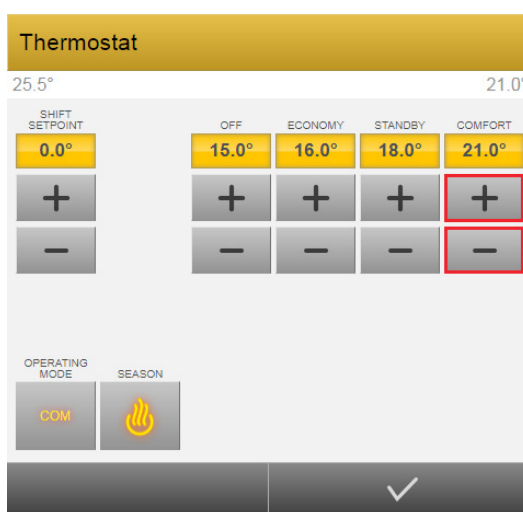 Thermostat
25.5° 21.0°
SHIFT
SETPOINT OFF ECONOMY STANDBY COMFORT
0.0° 15.0° 16.0° 18.0° 21.0°
+ + + + +
− − − − −
OPERATING
MODE SEASON
COM